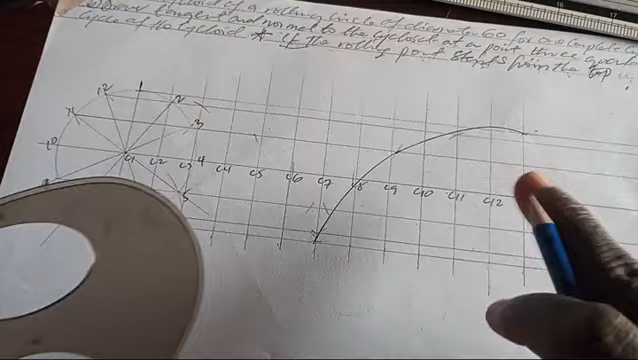 cycloid of a rolling circle of diameter 60 for one complete
Draw tangent and normal to the cycloid at a point
cycle of the cycloid if the rolling point starts from the top
12 1 2
11 3
10 C1 C2 C3 4 C4 C5 C6 C7 C8 C9 C10 C11 C12
5
16 17